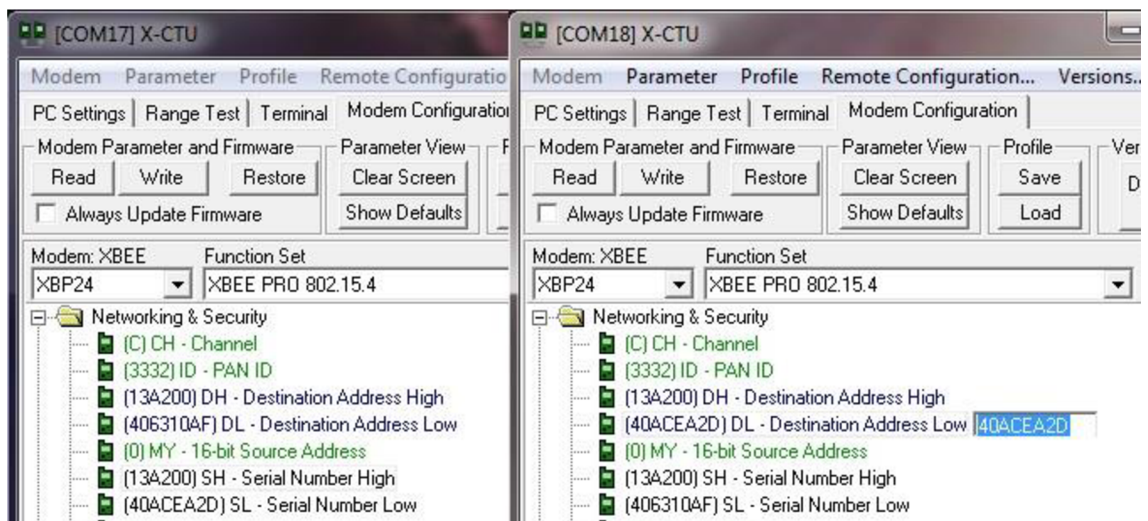 [COM17] X-CTU
Modem Parameter Profile Remote Configuratio
PC Settings Range Test Terminal Modem Configuratio
Modem Parameter and Firmware Parameter View
Read Write Restore Clear Screen
Always Update Firmware Show Defaults
Modem: XBEE Function Set
XBP24 XBEE PRO 802.15.4
Networking & Security
(C) CH - Channel
(3332) ID - PAN ID
(13A200) DH - Destination Address High
(406310AF) DL - Destination Address Low
(0) MY - 16-bit Source Address
(13A200) SH - Serial Number High
(40ACEA2D) SL - Serial Number Low
[COM18] X-CTU
Modem Parameter Profile Remote Configuration... Versions..
PC Settings Range Test Terminal Modem Configuration
Modem Parameter and Firmware Parameter View Profile Ver
Read Write Restore Clear Screen Save D
Always Update Firmware Show Defaults Load
Modem: XBEE Function Set
XBP24 XBEE PRO 802.15.4
Networking & Security
(C) CH - Channel
(3332) ID - PAN ID
(13A200) DH - Destination Address High
(40ACEA2D) DL - Destination Address Low 40ACEA2D
(0) MY - 16-bit Source Address
(13A200) SH - Serial Number High
(406310AF) SL - Serial Number Low